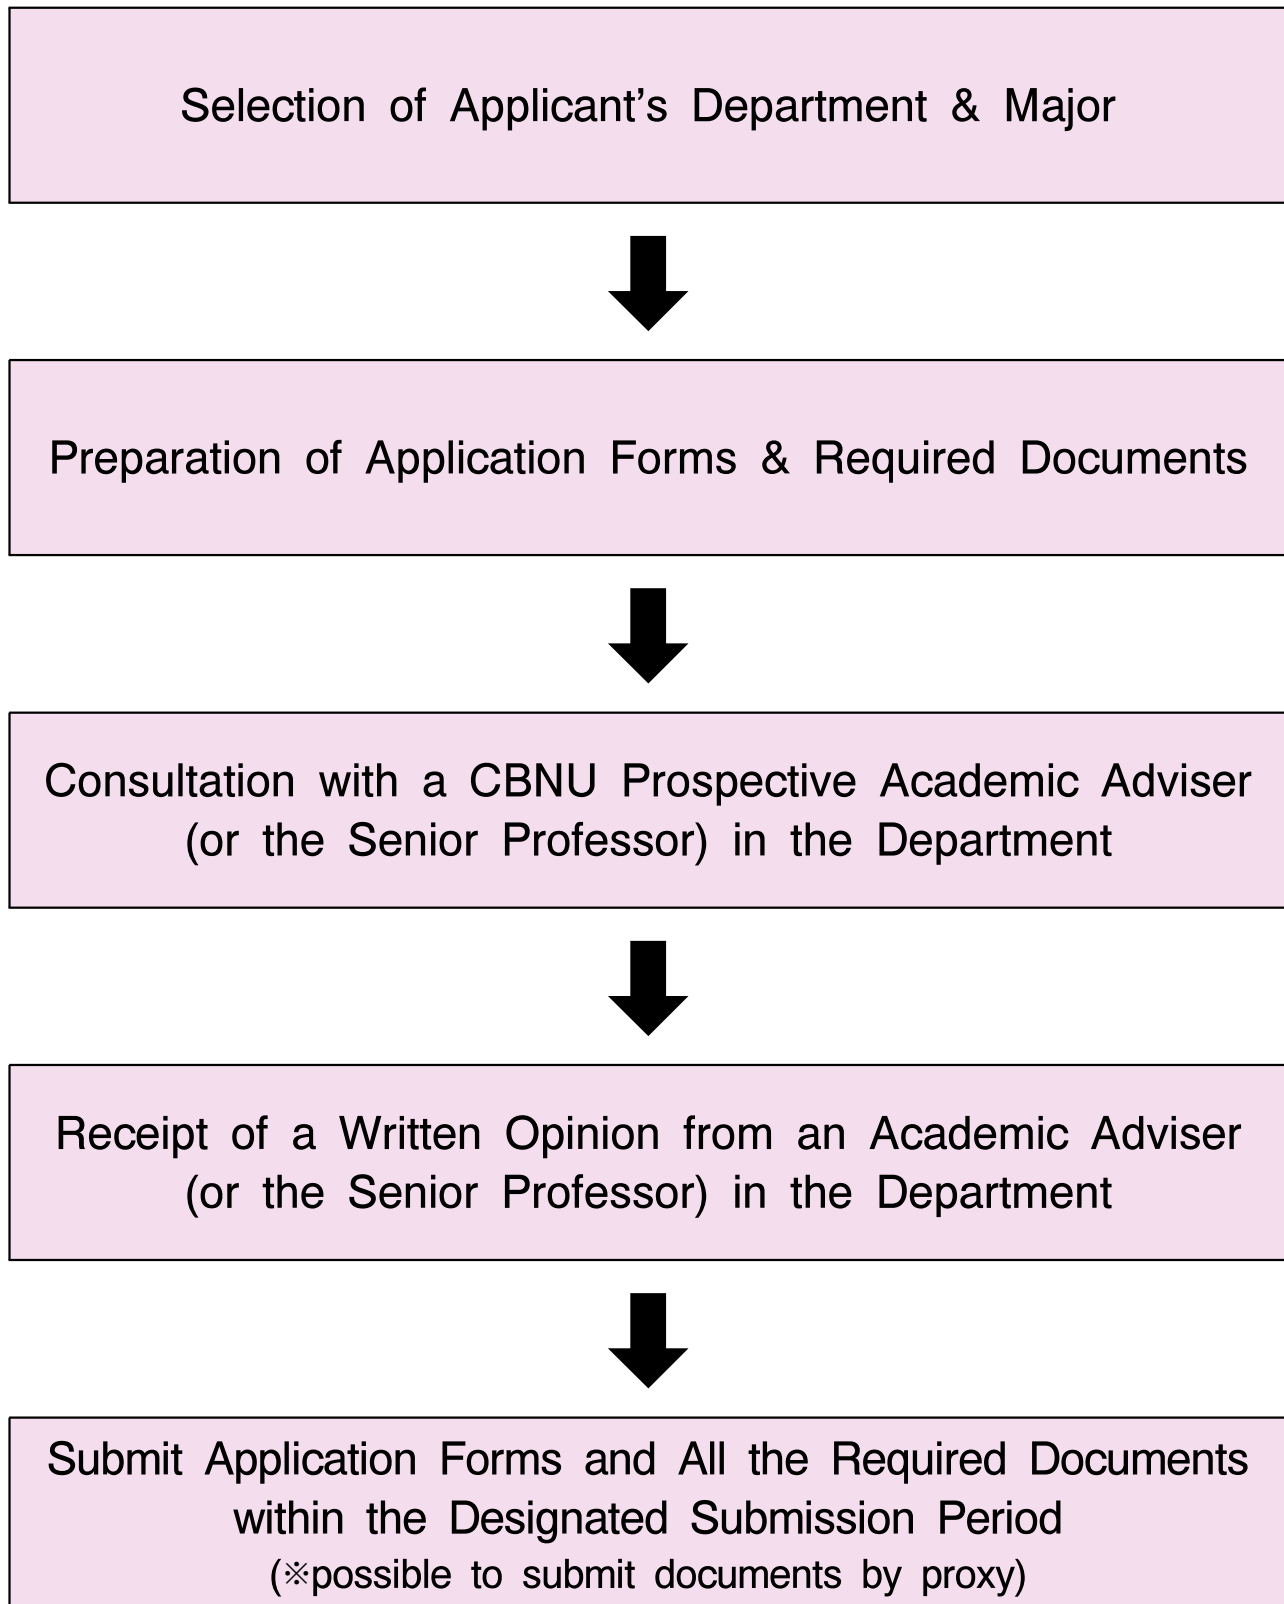 Selection of Applicant’s Department & Major
Preparation of Application Forms & Required Documents
Consultation with a CBNU Prospective Academic Adviser
(or the Senior Professor) in the Department
Receipt of a Written Opinion from an Academic Adviser
(or the Senior Professor) in the Department
Submit Application Forms and All the Required Documents
within the Designated Submission Period
(※possible to submit documents by proxy)